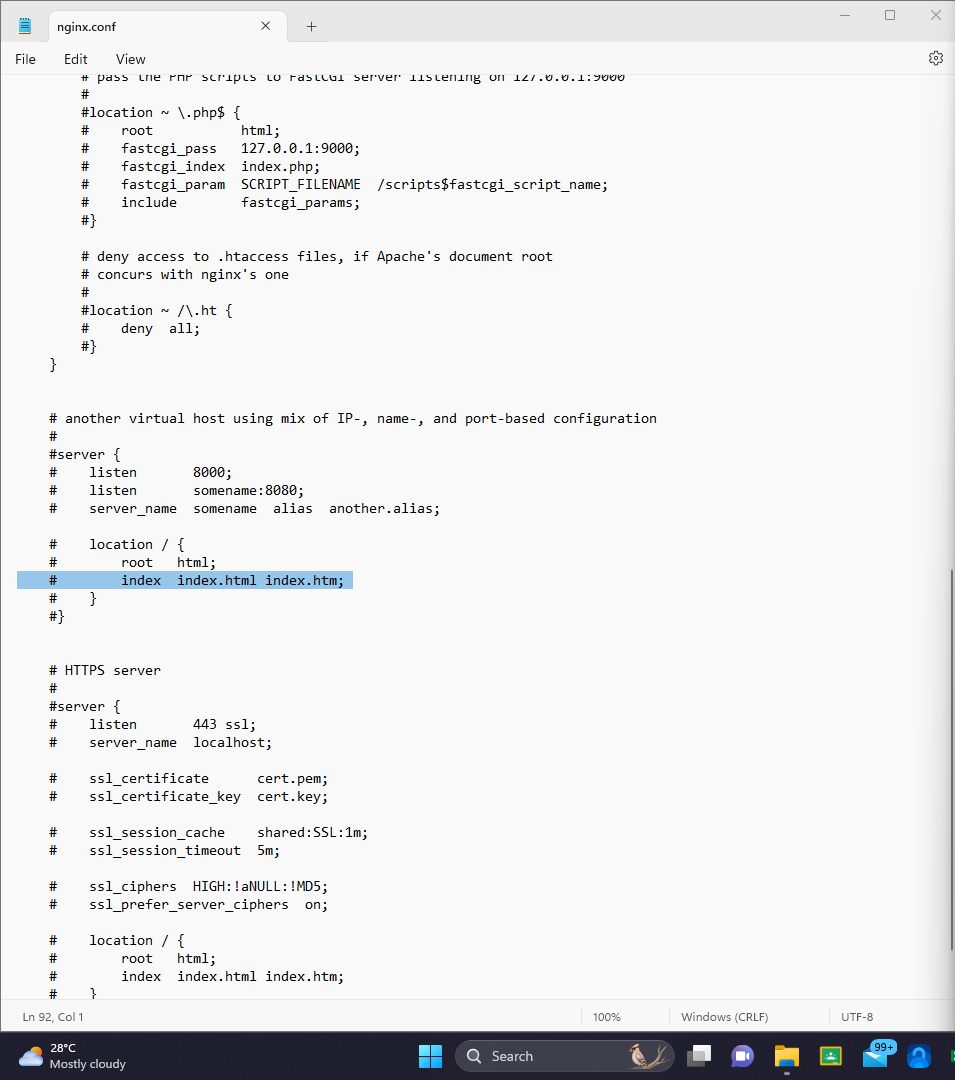 nginx.conf
File Edit View
# pass the PHP scripts to FastCGI server listening on 127.0.0.1:9000
#
#location ~ \.php$ {
#    root           html;
#    fastcgi_pass   127.0.0.1:9000;
#    fastcgi_index  index.php;
#    fastcgi_param  SCRIPT_FILENAME  /scripts$fastcgi_script_name;
#    include        fastcgi_params;
#}
# deny access to .htaccess files, if Apache's document root
# concurs with nginx's one
#
#location ~ /\.ht {
#    deny  all;
#}
}
# another virtual host using mix of IP-, name-, and port-based configuration
#
#server {
#    listen       8000;
#    listen       somename:8080;
#    server_name  somename  alias  another.alias;
#    location / {
#        root   html;
#        index  index.html index.htm;
#    }
#}
# HTTPS server
#
#server {
#    listen       443 ssl;
#    server_name  localhost;
#    ssl_certificate      cert.pem;
#    ssl_certificate_key  cert.key;
#    ssl_session_cache    shared:SSL:1m;
#    ssl_session_timeout  5m;
#    ssl_ciphers  HIGH:!aNULL:!MD5;
#    ssl_prefer_server_ciphers  on;
#    location / {
#        root   html;
#        index  index.html index.htm;
#    }
Ln 92, Col 1 100% Windows (CRLF) UTF-8
28°C
Mostly cloudy
Search
99+